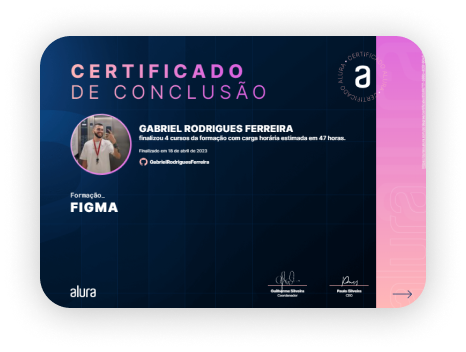 CERTIFICADO
DE CONCLUSÃO
GABRIEL RODRIGUES FERREIRA
finalizou 4 cursos da formação com carga horária estimada em 47 horas.
Finalizado em 18 de abril de 2023
GabrielRodriguesFerreira
Formação_
FIGMA
alura
Guilherme Silveira
Coordenador
Paulo Silveira
CEO
a
ALURA • CERTIFICADO